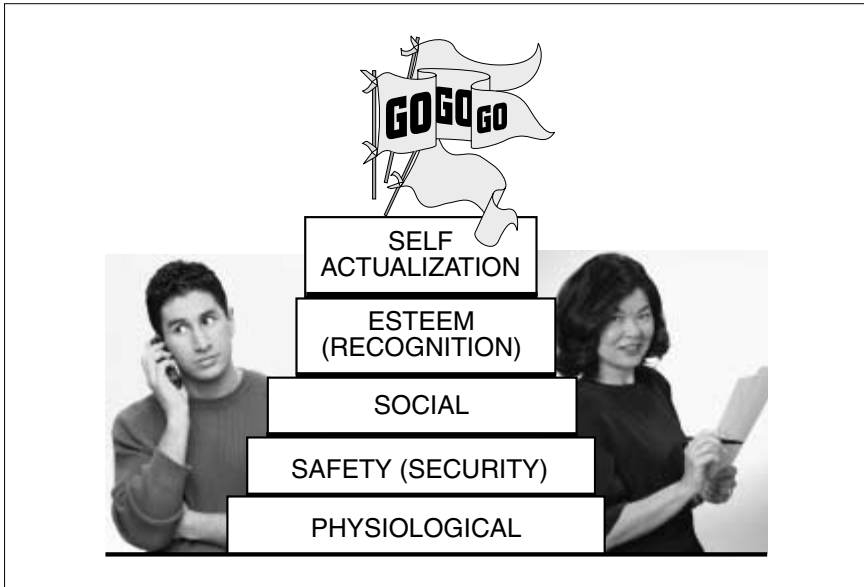 GO GO GO
SELF
ACTUALIZATION
ESTEEM
(RECOGNITION)
SOCIAL
SAFETY (SECURITY)
PHYSIOLOGICAL